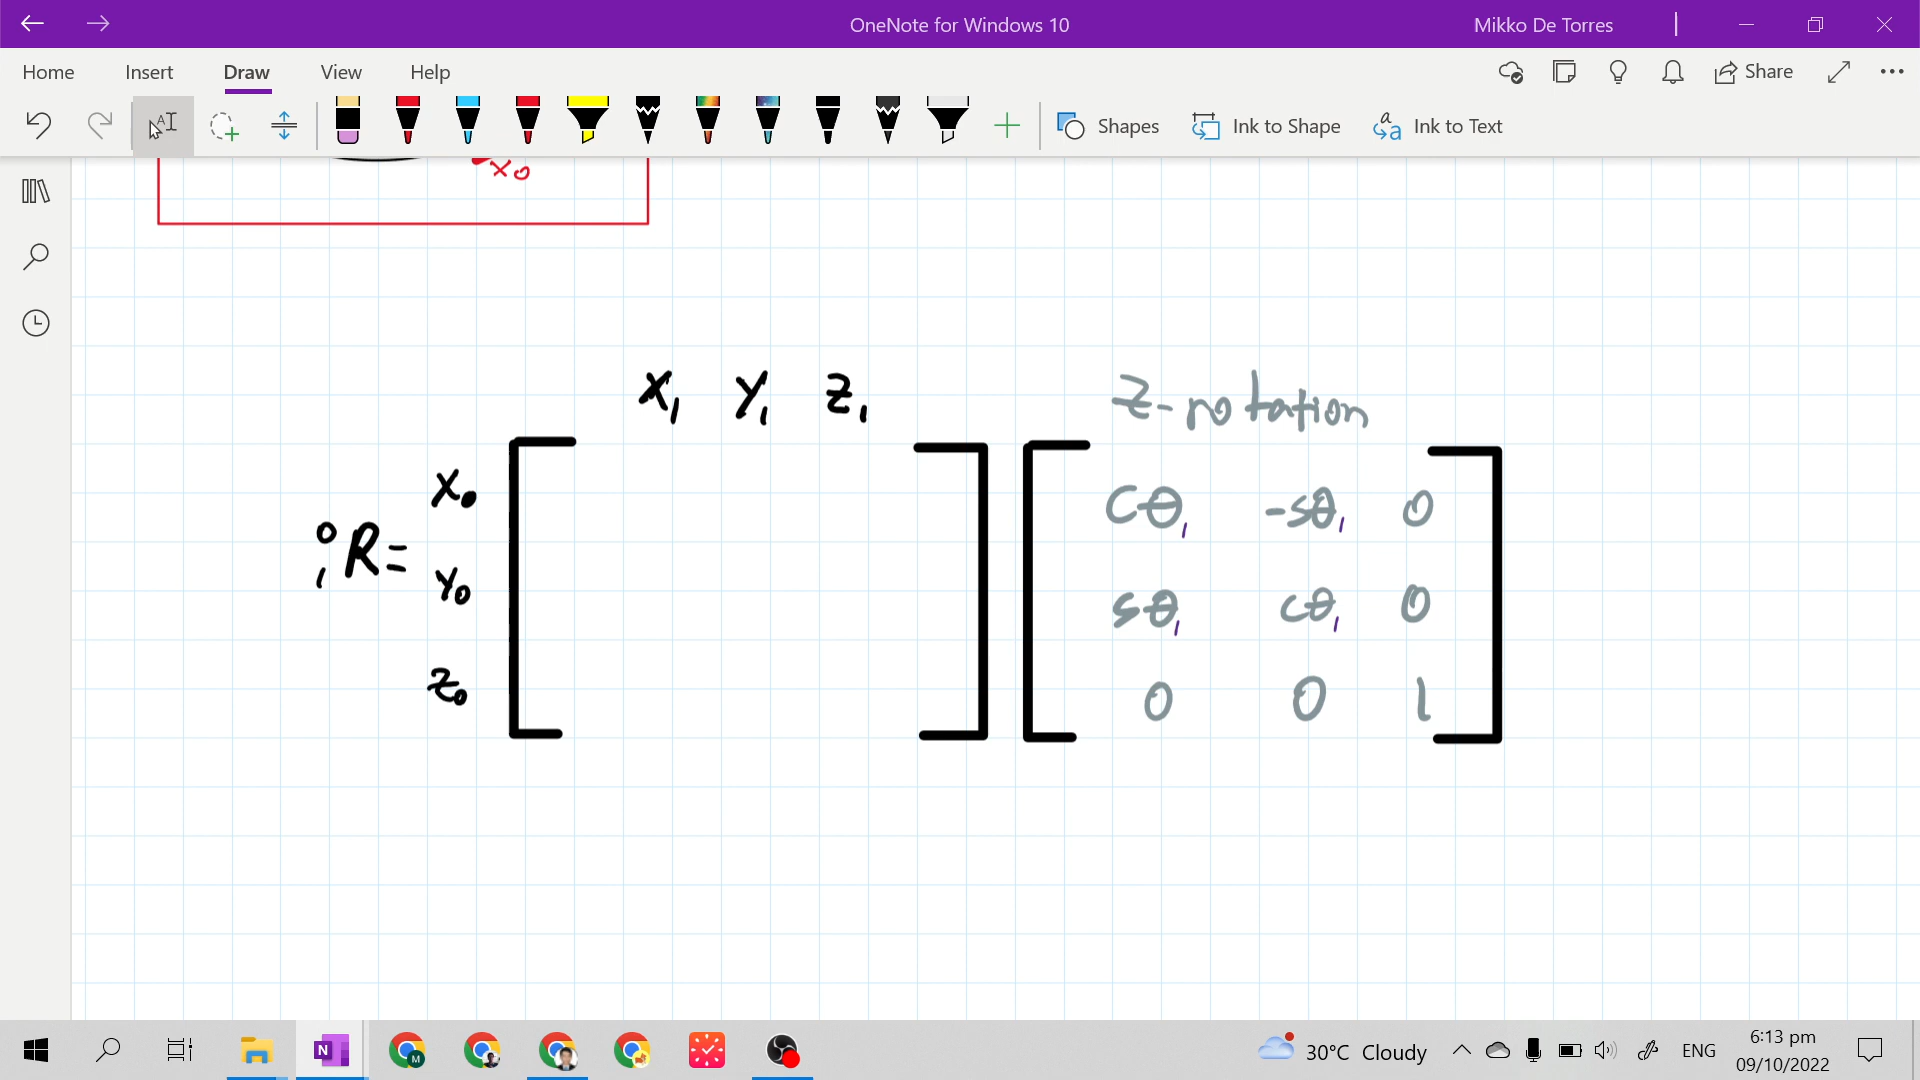 OneNote for Windows 10
Mikko De Torres
Home Insert Draw View Help
Share
Shapes Ink to Shape Ink to Text
x₀
X₁ Y₁ Z₁
Z-rotation
X₀
Cθ₁ -sθ₁ 0
⁰₁R=
Y₀
sθ₁ cθ₁ 0
Z₀
0 0 1
30°C Cloudy
ENG
6:13 pm
09/10/2022